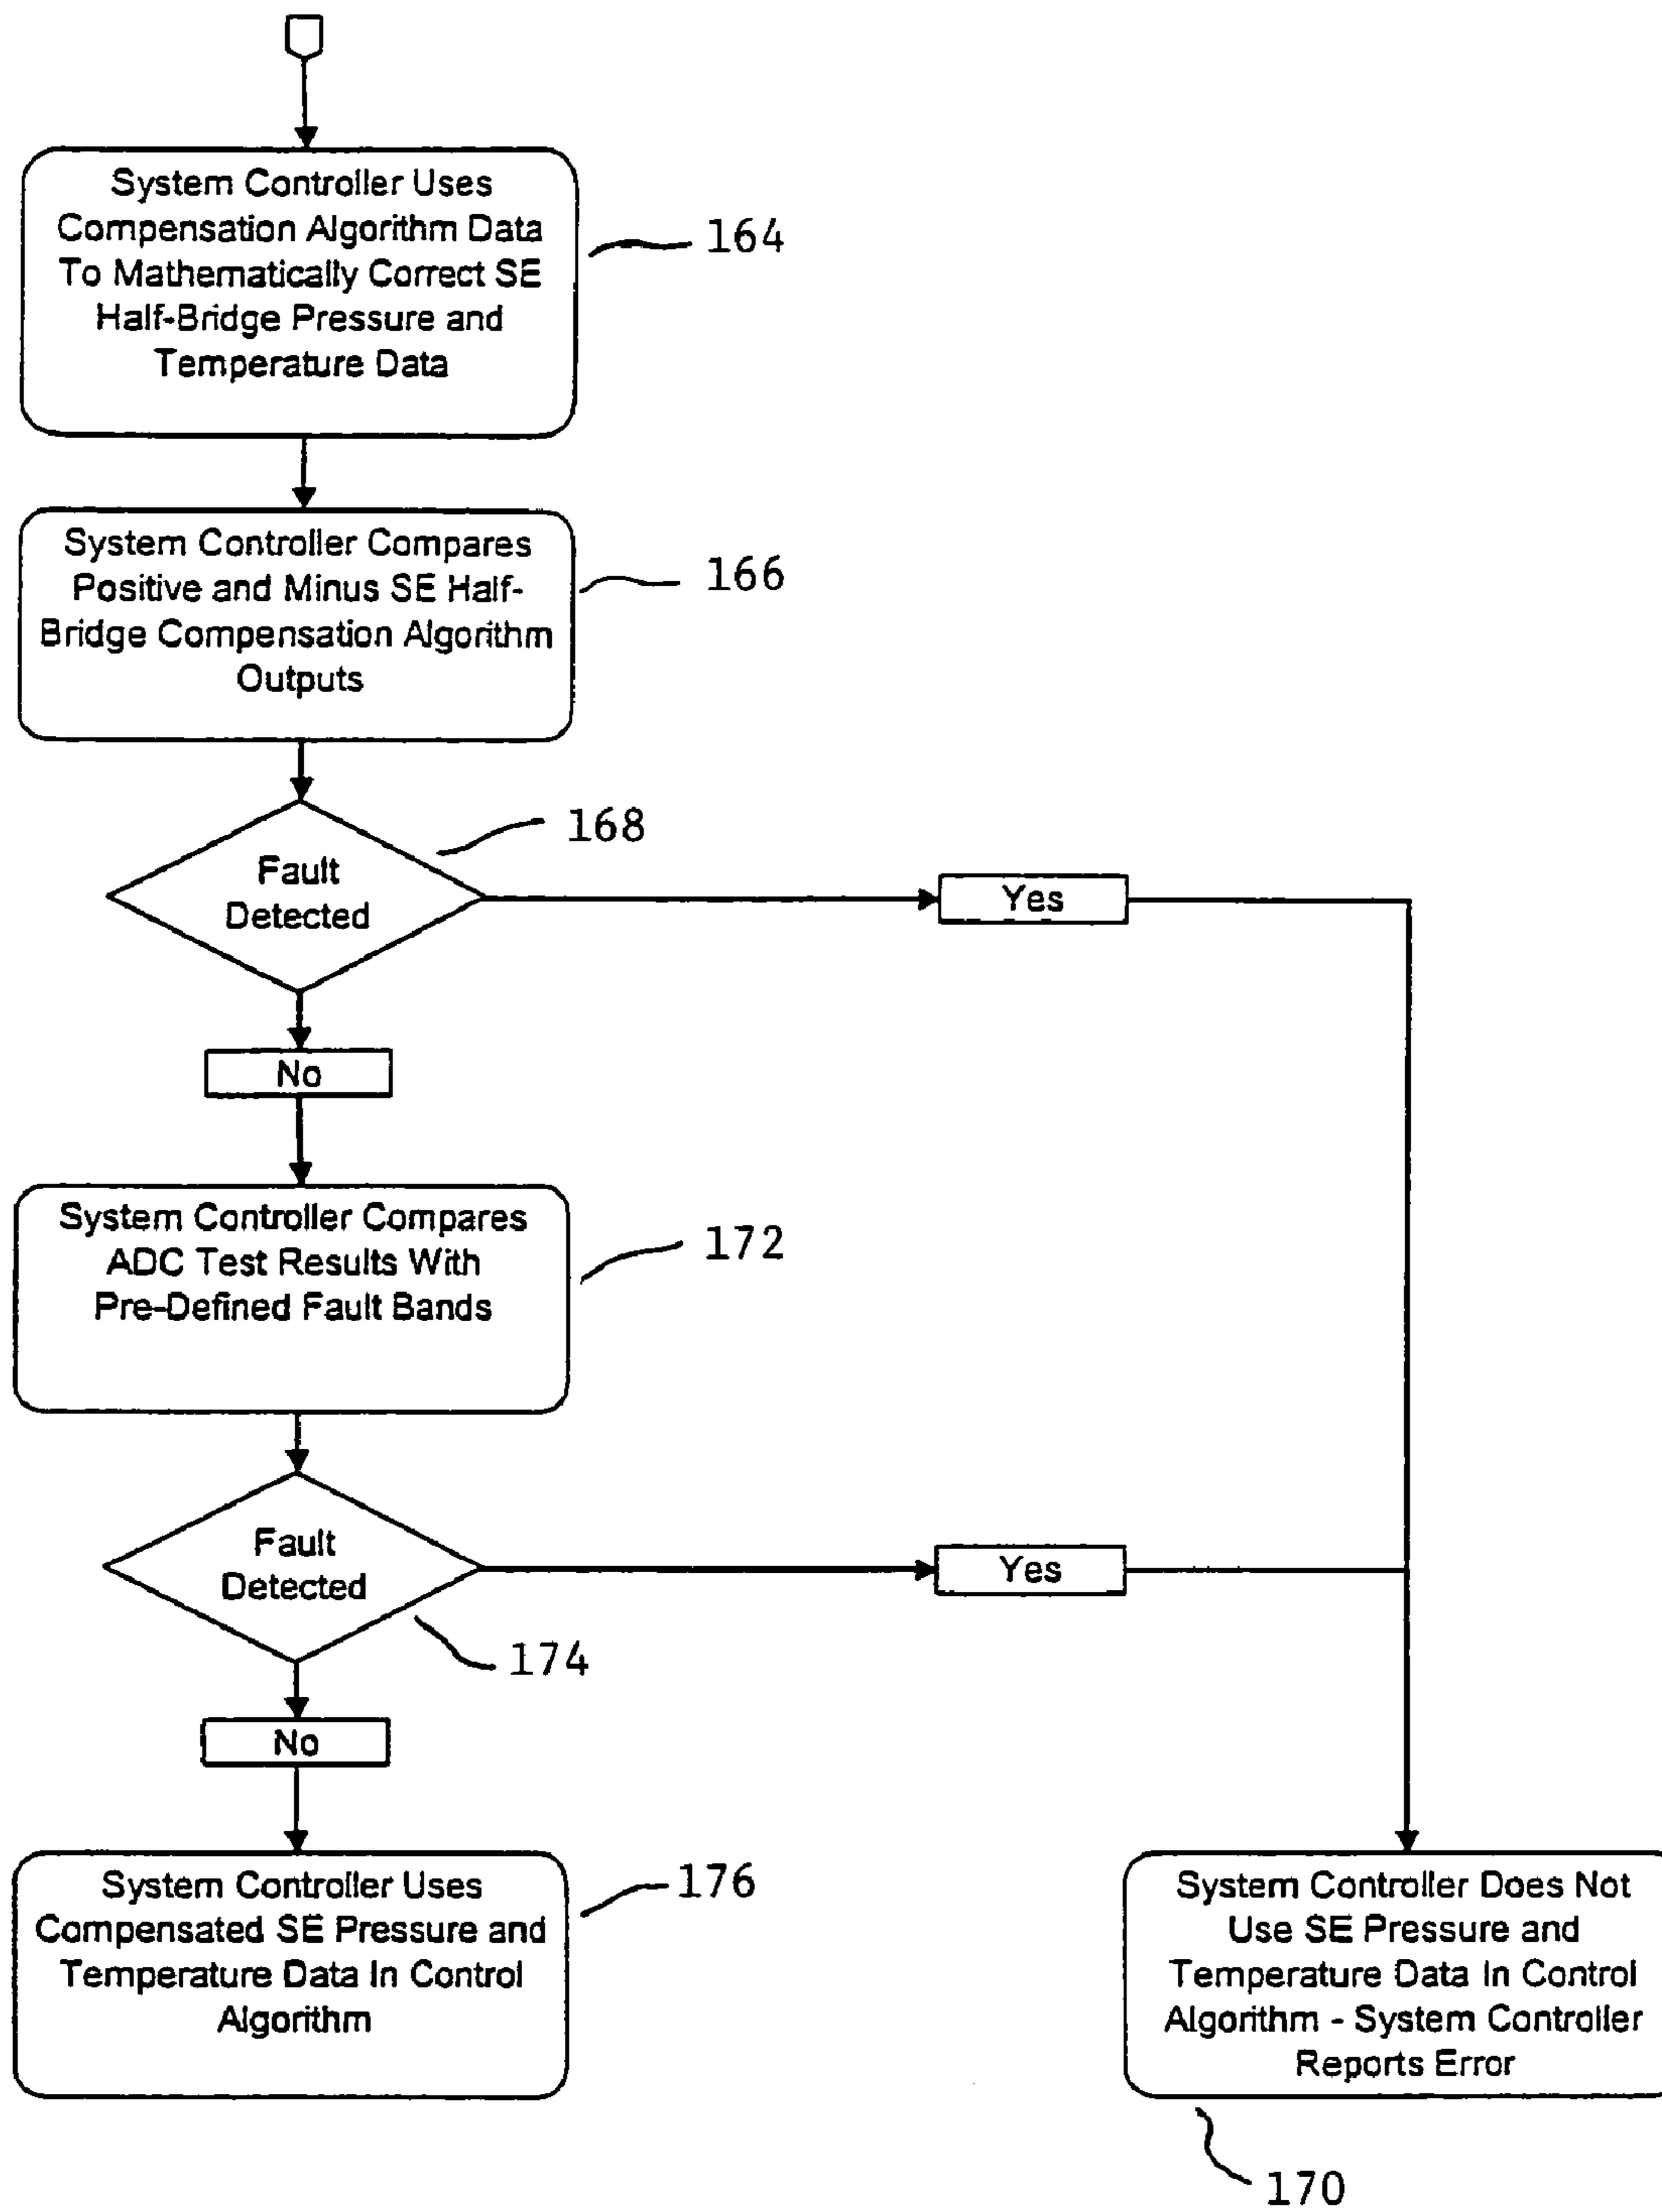 System Controller Uses
Compensation Algorithm Data
To Mathematically Correct SE
Half-Bridge Pressure and
Temperature Data
164
System Controller Compares
Positive and Minus SE Half-
Bridge Compensation Algorithm
Outputs
166
Fault
Detected
168
Yes
No
System Controller Compares
ADC Test Results With
Pre-Defined Fault Bands
172
Fault
Detected
174
Yes
No
System Controller Uses
Compensated SE Pressure and
Temperature Data In Control
Algorithm
176
System Controller Does Not
Use SE Pressure and
Temperature Data In Control
Algorithm - System Controller
Reports Error
170